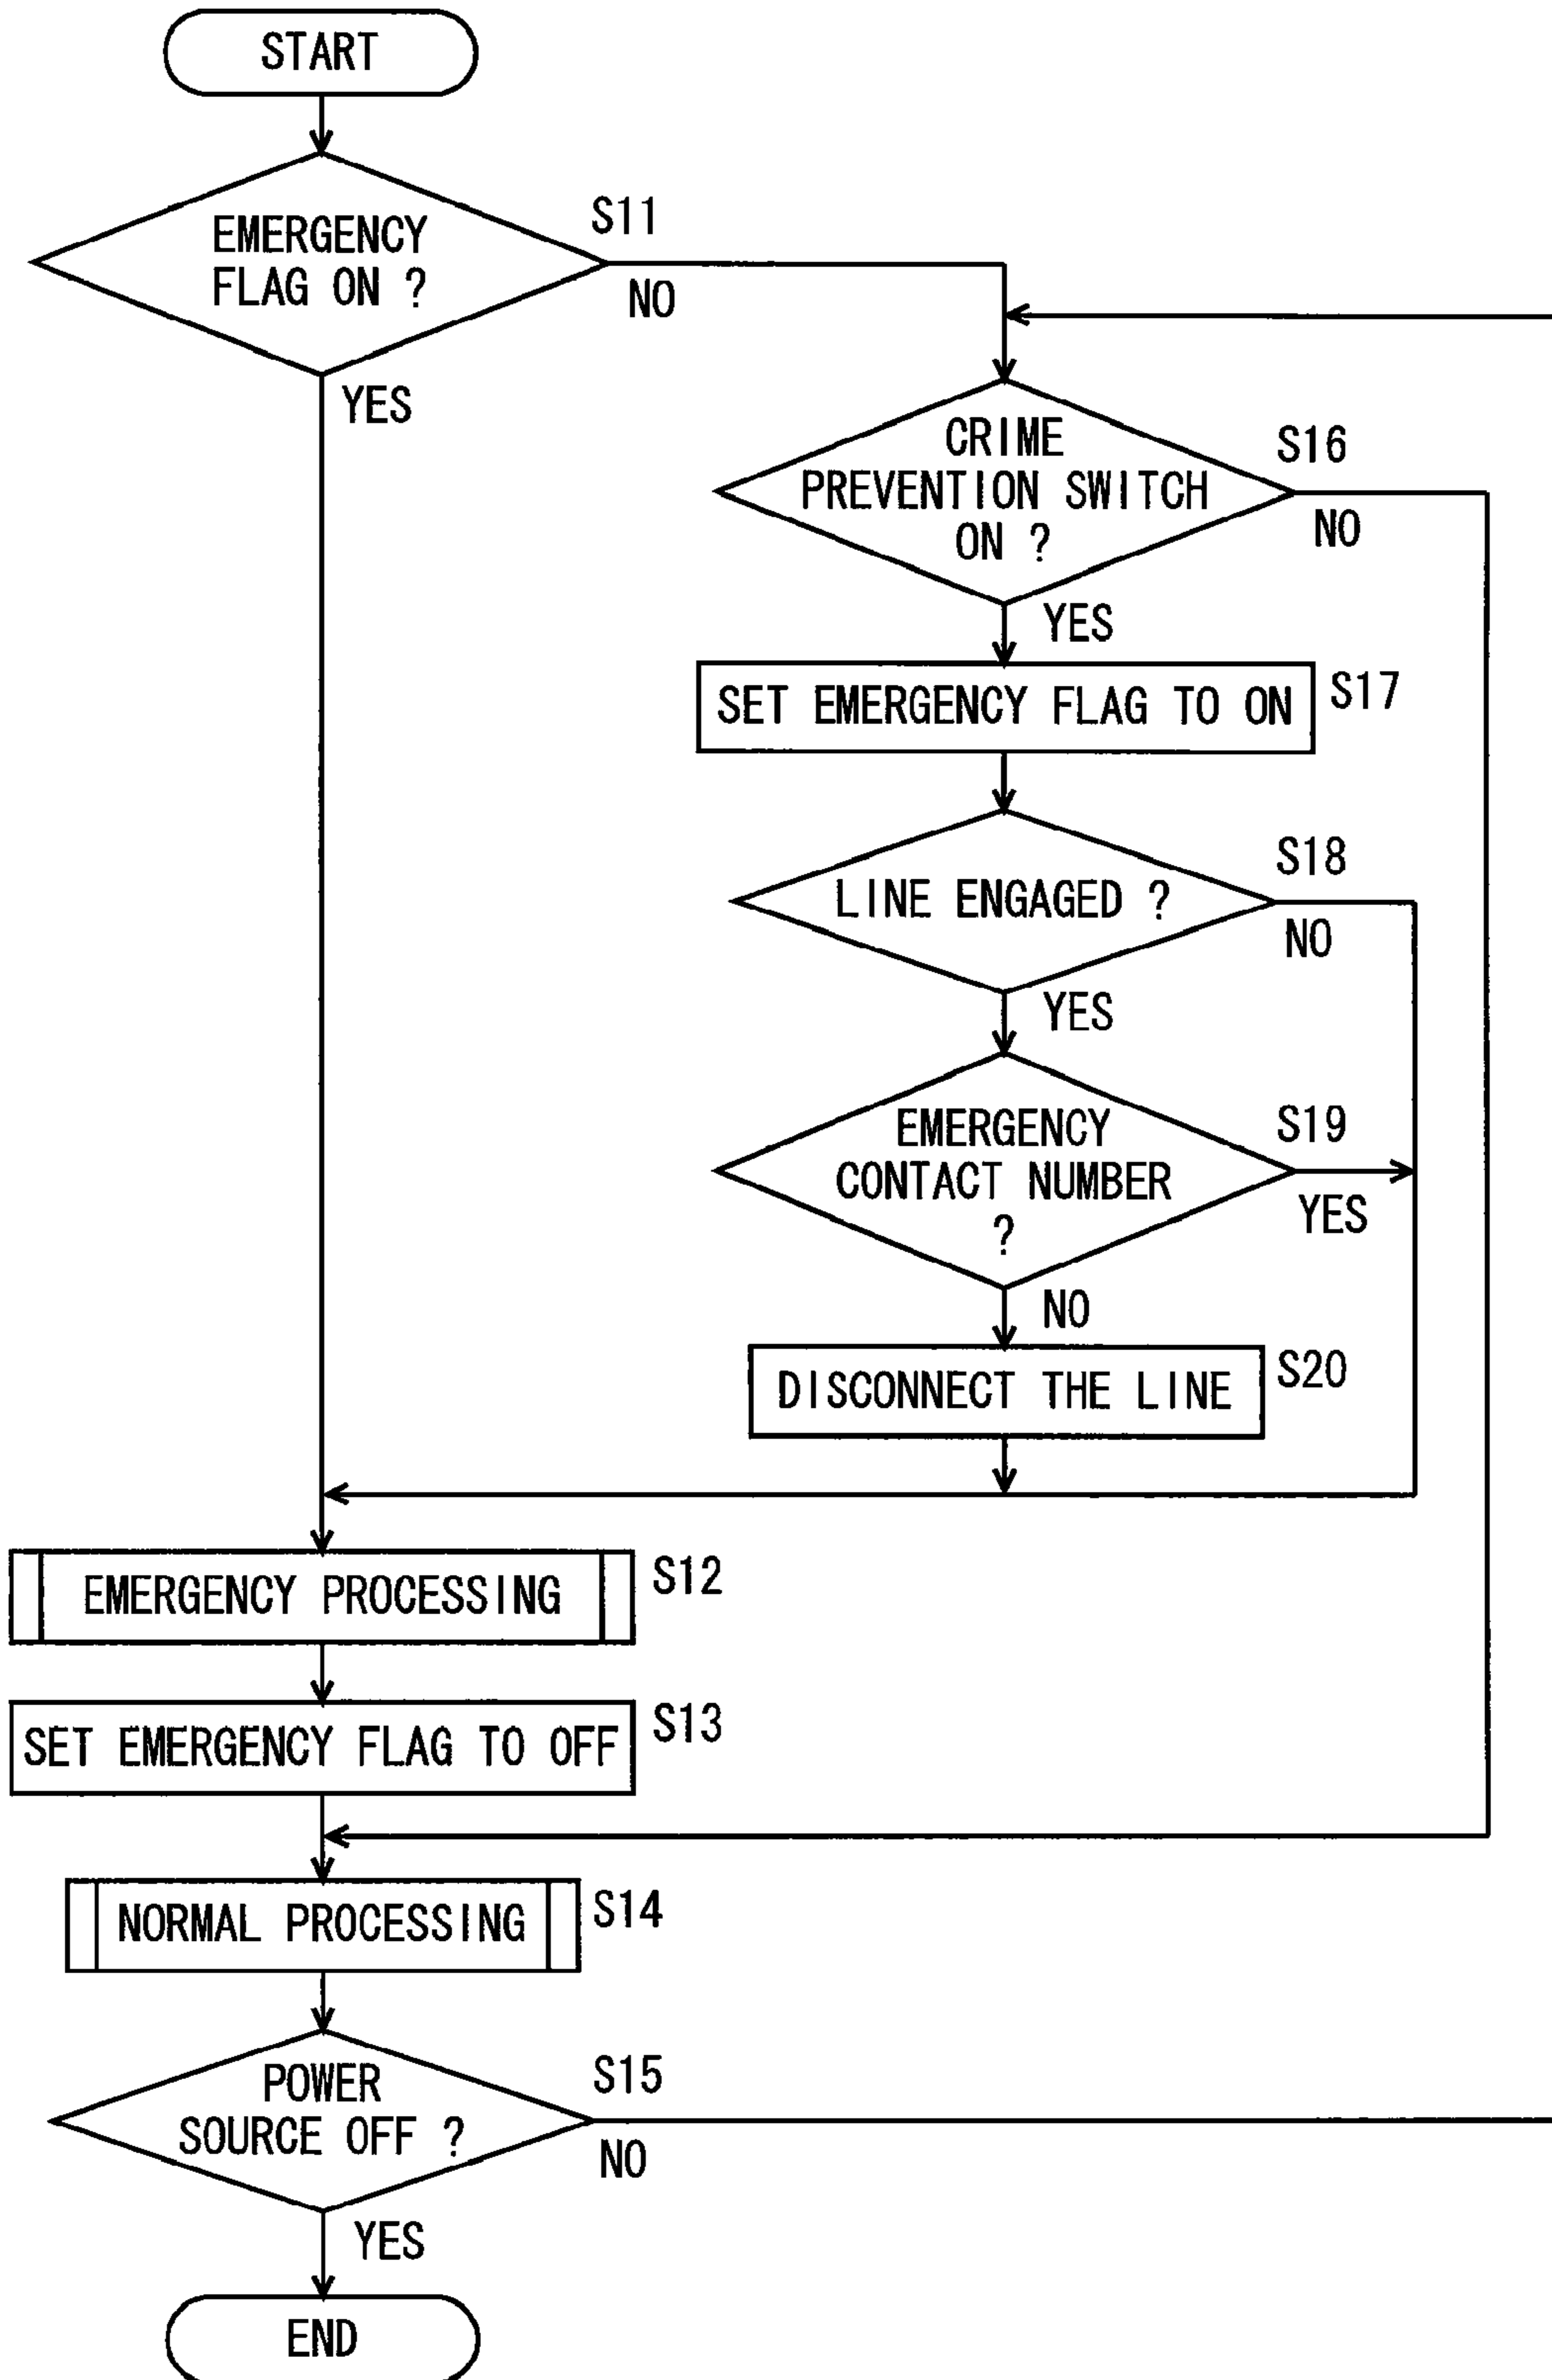 START
EMERGENCY
FLAG ON ?
S11
NO
YES
CRIME
PREVENTION SWITCH
ON ?
S16
NO
YES
SET EMERGENCY FLAG TO ON
S17
LINE ENGAGED ?
S18
NO
YES
EMERGENCY
CONTACT NUMBER
?
S19
YES
NO
DISCONNECT THE LINE
S20
EMERGENCY PROCESSING
S12
SET EMERGENCY FLAG TO OFF
S13
NORMAL PROCESSING
S14
POWER
SOURCE OFF ?
S15
NO
YES
END